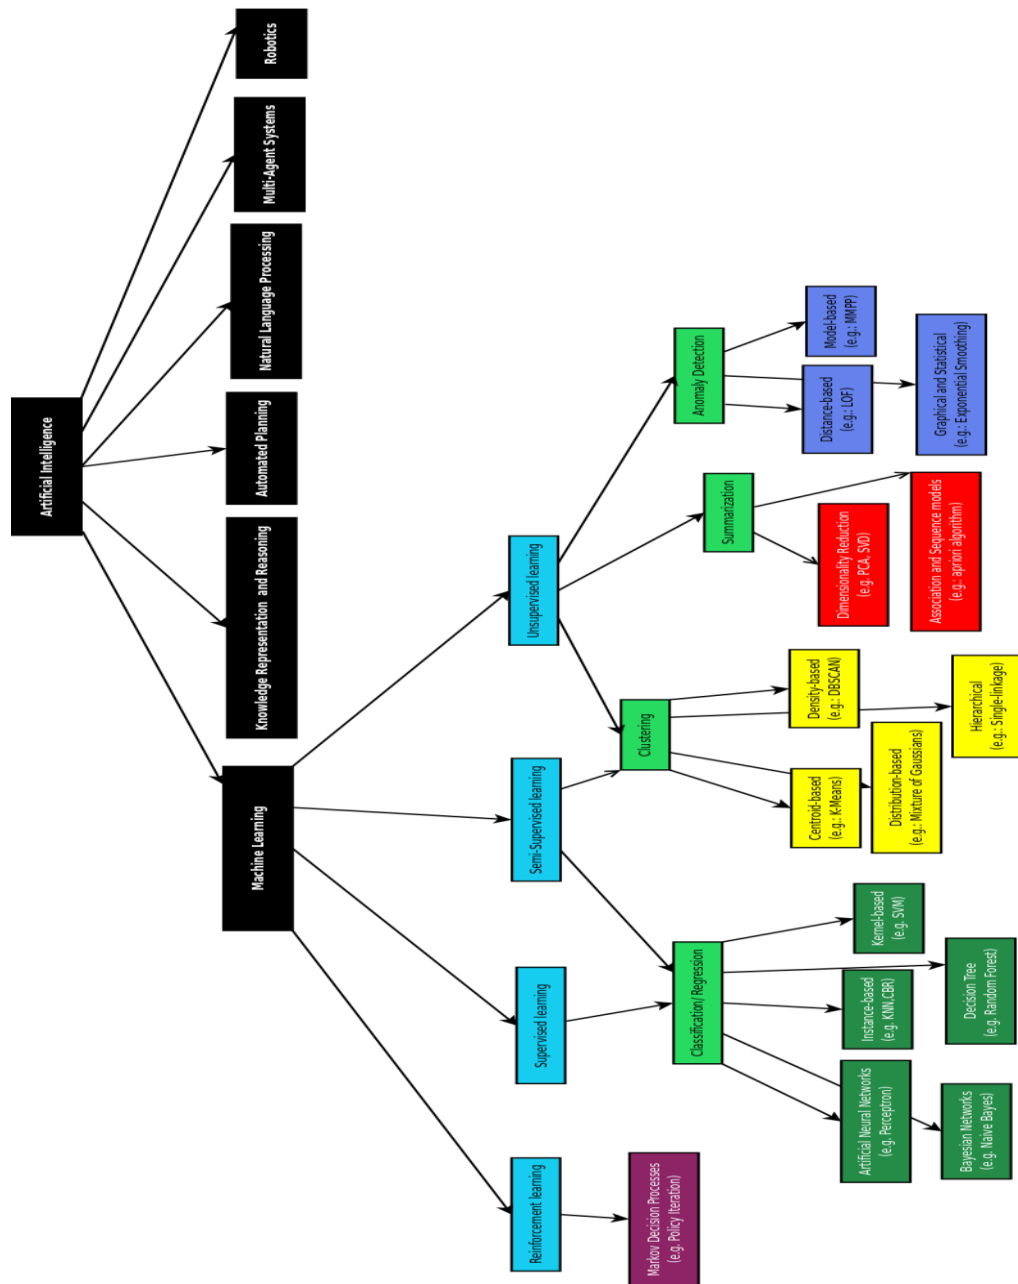 Artificial Intelligence
Machine Learning
Knowledge Representation and Reasoning
Automated Planning
Natural Language Processing
Multi-Agent Systems
Robotics
Reinforcement learning
Supervised learning
Semi-Supervised learning
Unsupervised learning
Markov Decision Processes
(e.g. Policy Iteration)
Classification/ Regression
Clustering
Summarization
Anomaly Detection
Artificial Neural Networks
(e.g. Perceptron)
Instance-based
(e.g. KNN,CBR)
Kernel-based
(e.g. SVM)
Bayesian Networks
(e.g. Naive Bayes)
Decision Tree
(e.g. Random Forest)
Centroid-based
(e.g.: K-Means)
Density-based
(e.g.: DBSCAN)
Distribution-based
(e.g.: Mixture of Gaussians)
Hierarchical
(e.g.: Single-linkage)
Dimensionality Reduction
(e.g. PCA, SVD)
Association and Sequence models
(e.g.: apriori algorithm)
Distance-based
(e.g.: LOF)
Model-based
(e.g.: MMPP)
Graphical and Statistical
(e.g.: Exponential Smoothing)